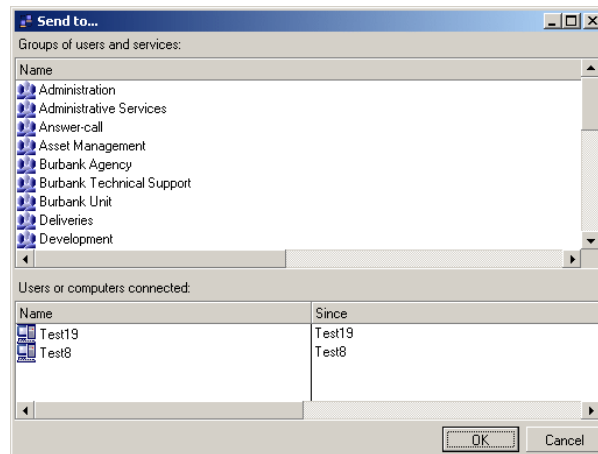 Send to...
Groups of users and services:
Name
Administration
Administrative Services
Answer-call
Asset Management
Burbank Agency
Burbank Technical Support
Burbank Unit
Deliveries
Development
Users or computers connected:
Name Since
Test19 Test19
Test8 Test8
OK Cancel